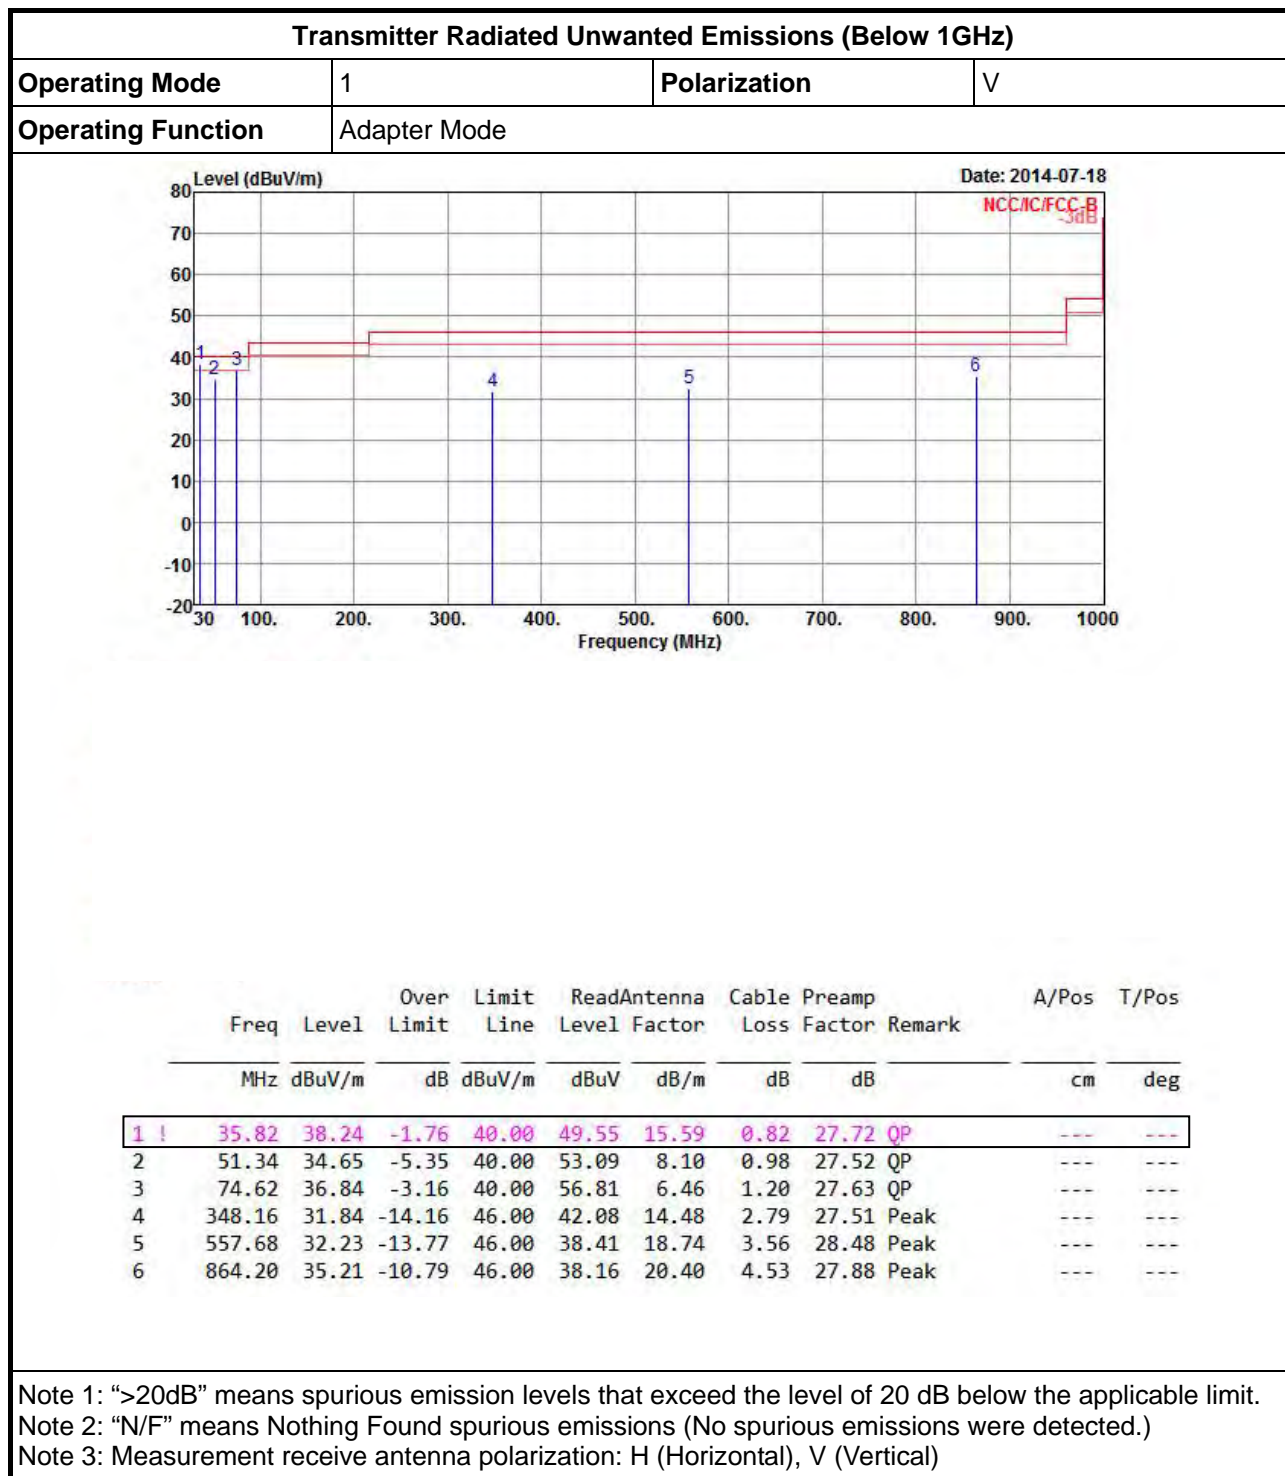 Transmitter Radiated Unwanted Emissions (Below 1GHz)
Operating Mode 1 Polarization V
Operating Function Adapter Mode
Level (dBuV/m) Date: 2014-07-18
80
NCC/IC/FCC-B
-3dB
70
60
50
40
30
20
10
0
-10
-20
1 2 3 4 5 6
30 100. 200. 300. 400. 500. 600. 700. 800. 900. 1000
Frequency (MHz)
Over Limit ReadAntenna Cable Preamp A/Pos T/Pos
Freq Level Limit Line Level Factor Loss Factor Remark
MHz dBuV/m dB dBuV/m dBuV dB/m dB dB cm deg
1 ! 35.82 38.24 -1.76 40.00 49.55 15.59 0.82 27.72 QP --- ---
2 51.34 34.65 -5.35 40.00 53.09 8.10 0.98 27.52 QP --- ---
3 74.62 36.84 -3.16 40.00 56.81 6.46 1.20 27.63 QP --- ---
4 348.16 31.84 -14.16 46.00 42.08 14.48 2.79 27.51 Peak --- ---
5 557.68 32.23 -13.77 46.00 38.41 18.74 3.56 28.48 Peak --- ---
6 864.20 35.21 -10.79 46.00 38.16 20.40 4.53 27.88 Peak --- ---
Note 1: “>20dB” means spurious emission levels that exceed the level of 20 dB below the applicable limit.
Note 2: “N/F” means Nothing Found spurious emissions (No spurious emissions were detected.)
Note 3: Measurement receive antenna polarization: H (Horizontal), V (Vertical)